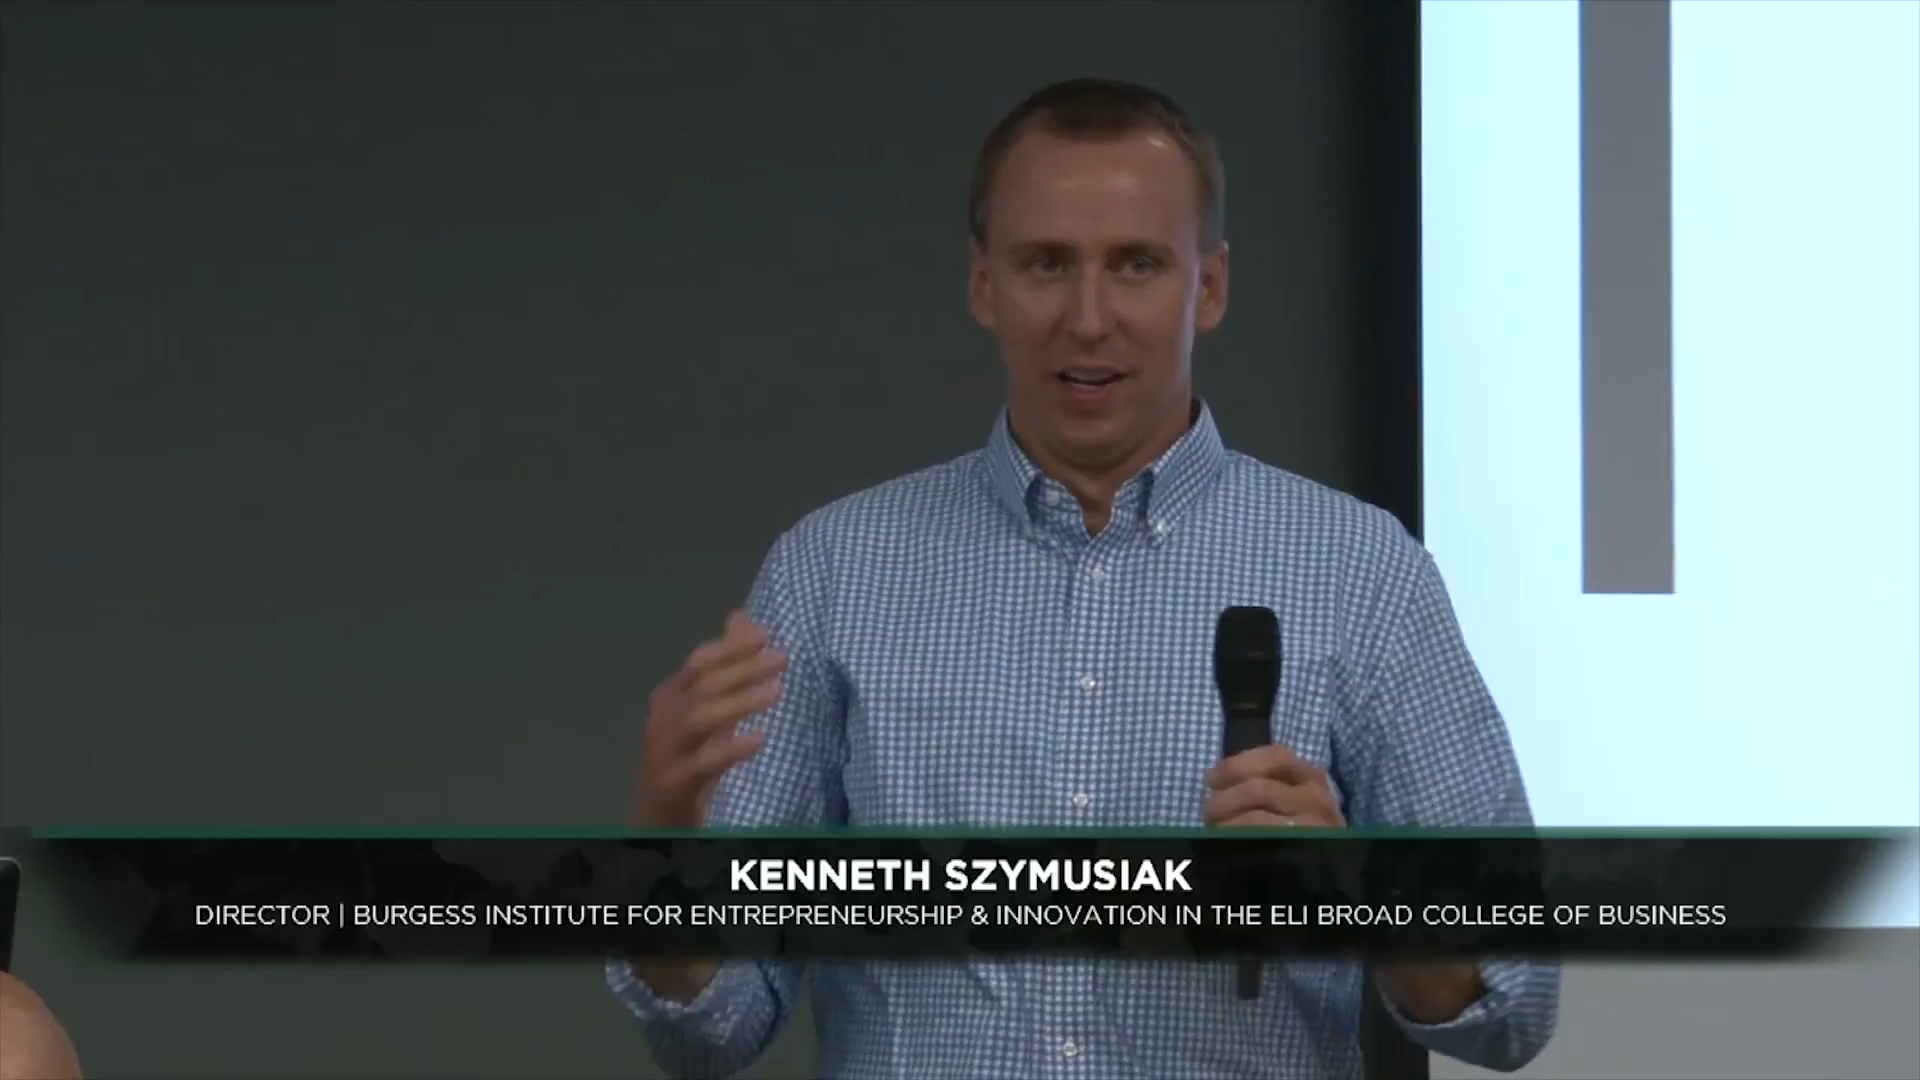 KENNETH SZYMUSIAK
DIRECTOR | BURGESS INSTITUTE FOR ENTREPRENEURSHIP & INNOVATION IN THE ELI BROAD COLLEGE OF BUSINESS